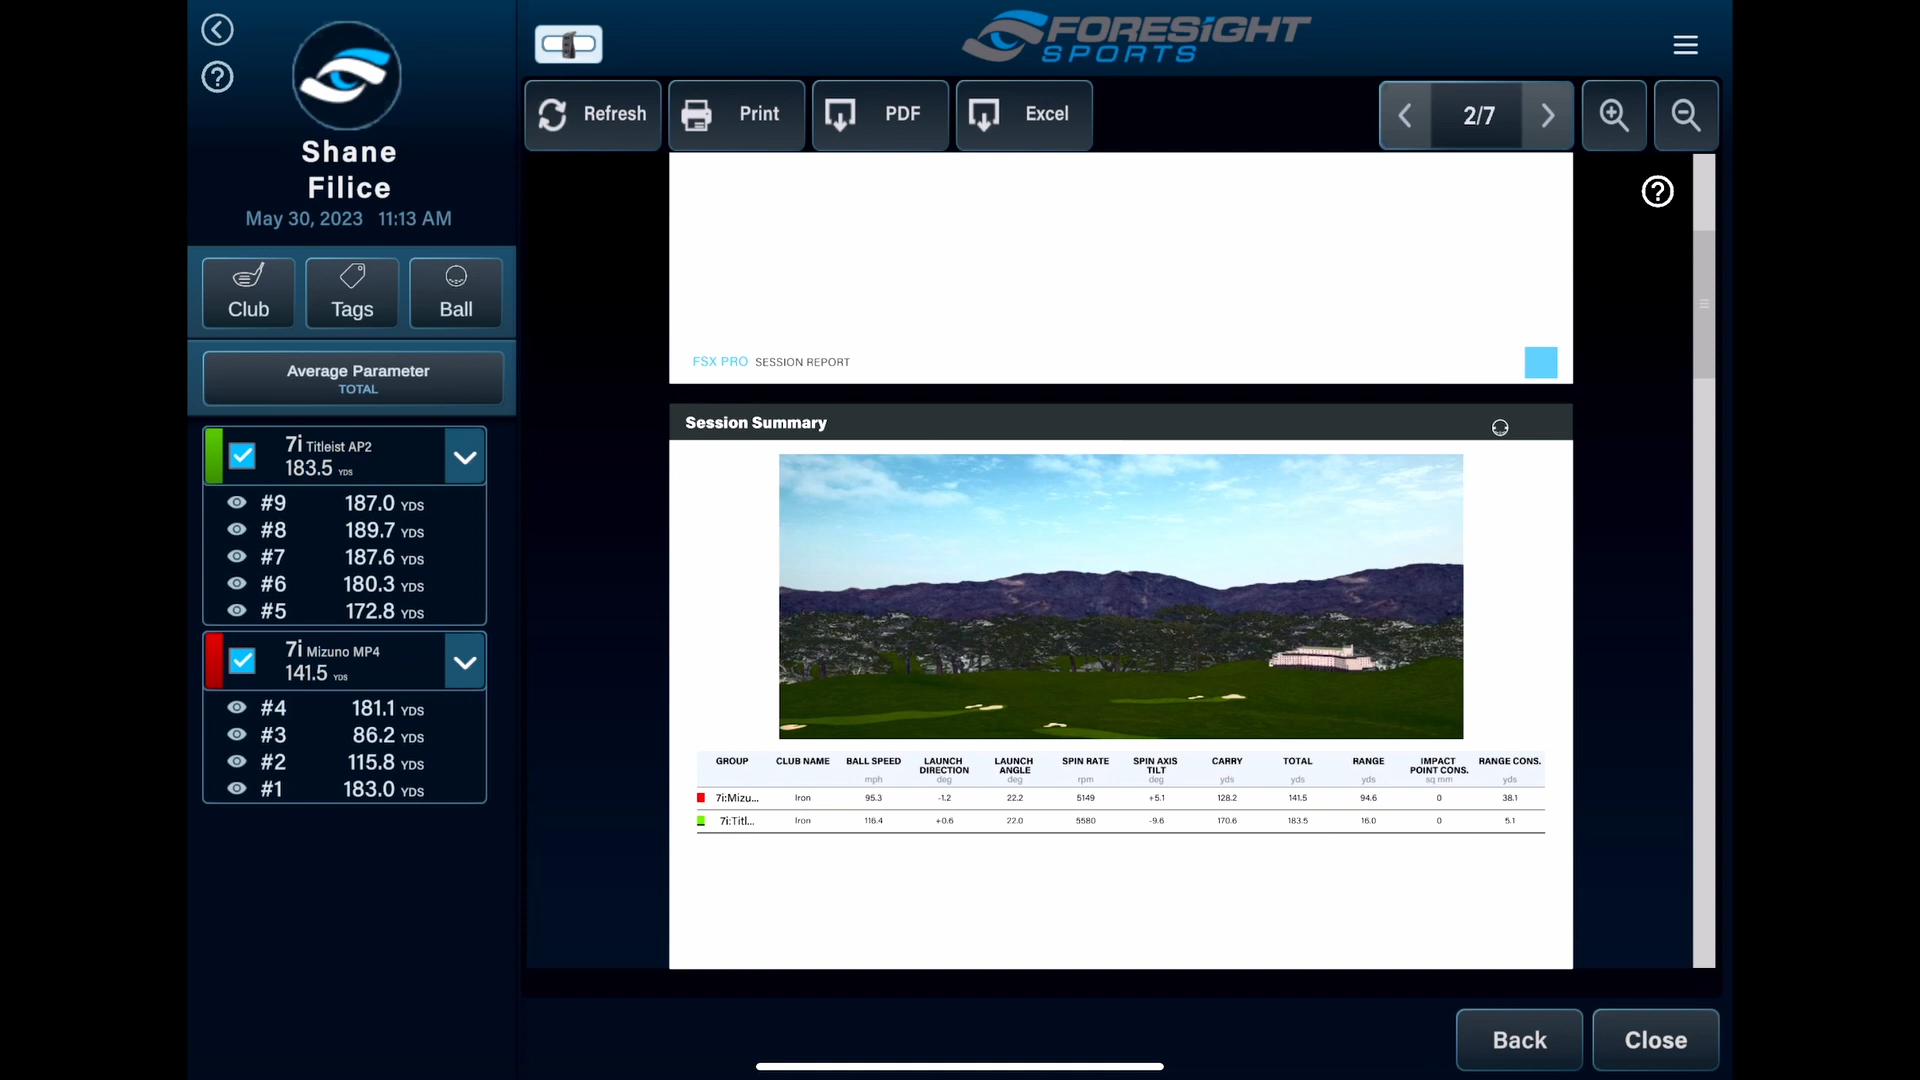 Shane
Filice
May 30, 2023 11:13 AM
Club
Tags
Ball
Average Parameter
TOTAL
7i Titleist AP2
183.5 YDS
#9 187.0 YDS
#8 189.7 YDS
#7 187.6 YDS
#6 180.3 YDS
#5 172.8 YDS
7i Mizuno MP4
141.5 YDS
#4 181.1 YDS
#3 86.2 YDS
#2 115.8 YDS
#1 183.0 YDS
FORESIGHT
SPORTS
Refresh
Print
PDF
Excel
2/7
FSX PRO SESSION REPORT
Session Summary
GROUP CLUB NAME BALL SPEED LAUNCH DIRECTION LAUNCH ANGLE SPIN RATE SPIN AXIS TILT CARRY TOTAL RANGE IMPACT POINT CONS. RANGE CONS.
mph deg deg rpm deg yds yds yds sq mm yds
7i:Mizu... Iron 95.3 -1.2 22.2 5149 +5.1 128.2 141.5 94.6 0 38.1
7i:Titl... Iron 116.4 +0.6 22.0 5580 -9.6 170.6 183.5 16.0 0 5.1
Back
Close